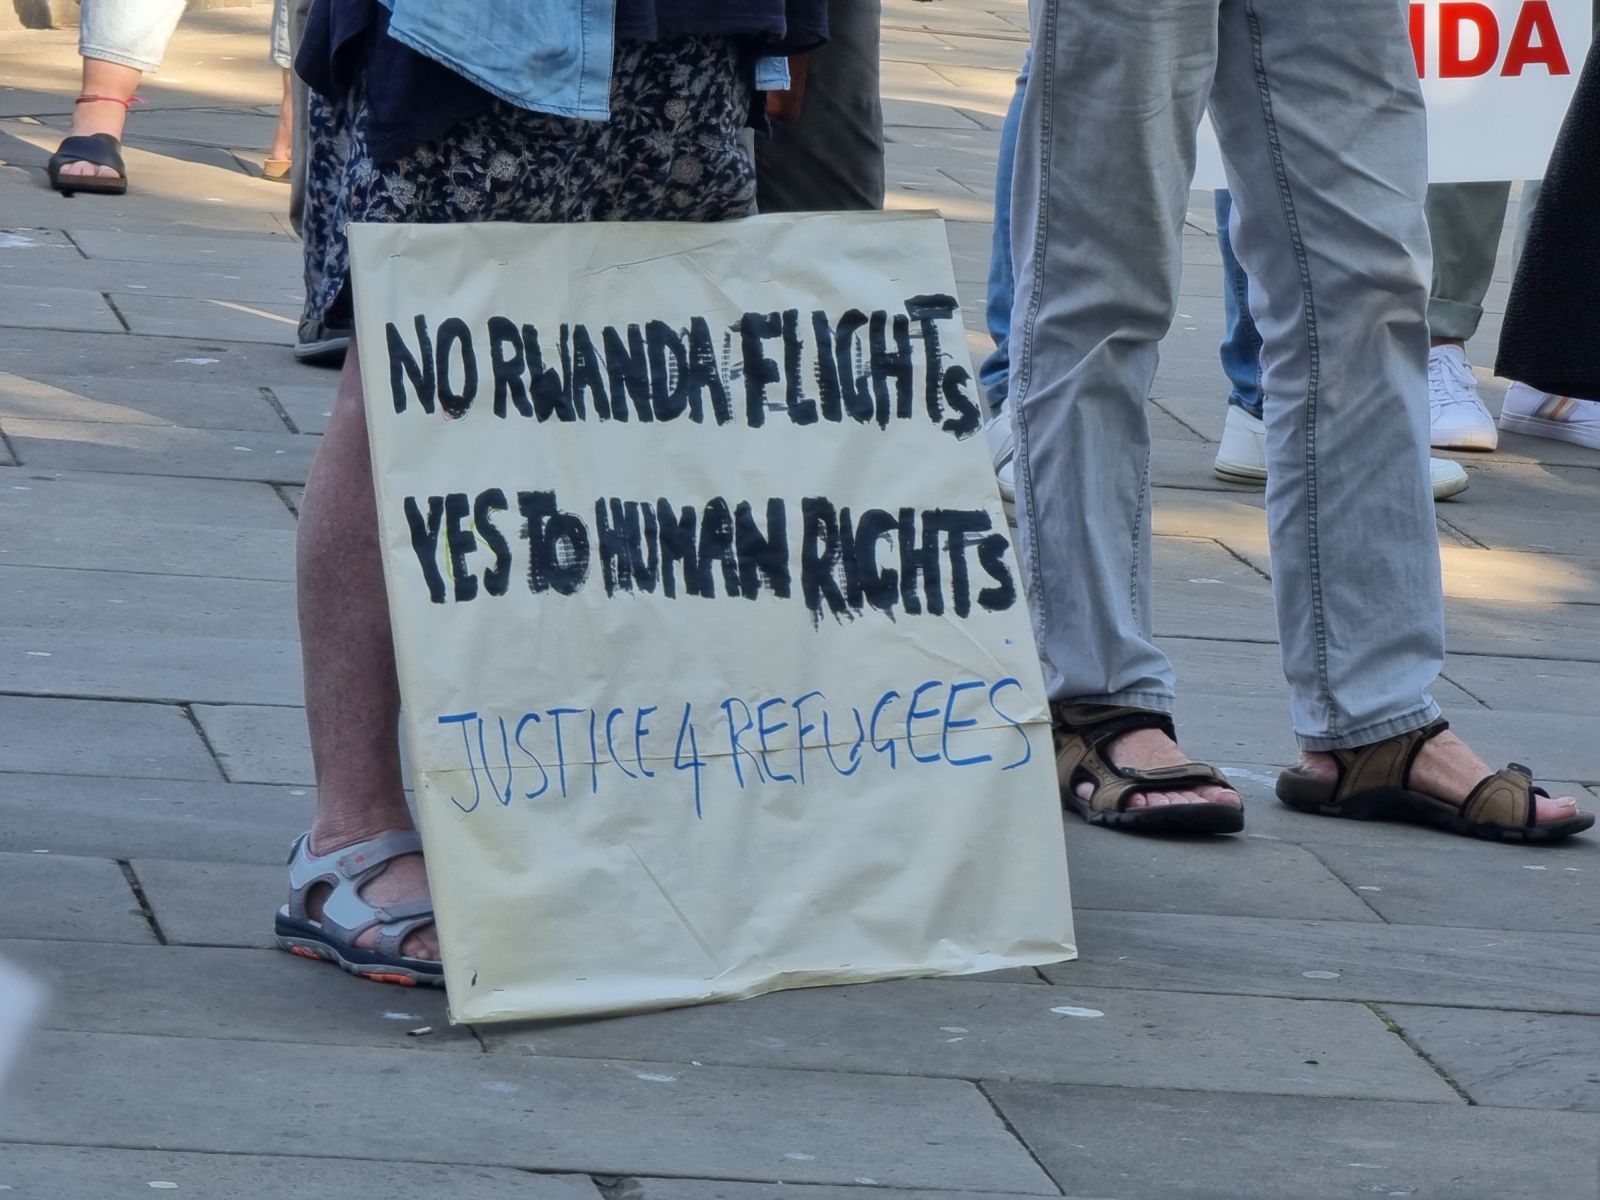 NO RWANDA FLIGHTs
YES TO HUMAN RIGHTs
JUSTICE 4 REFUGEES